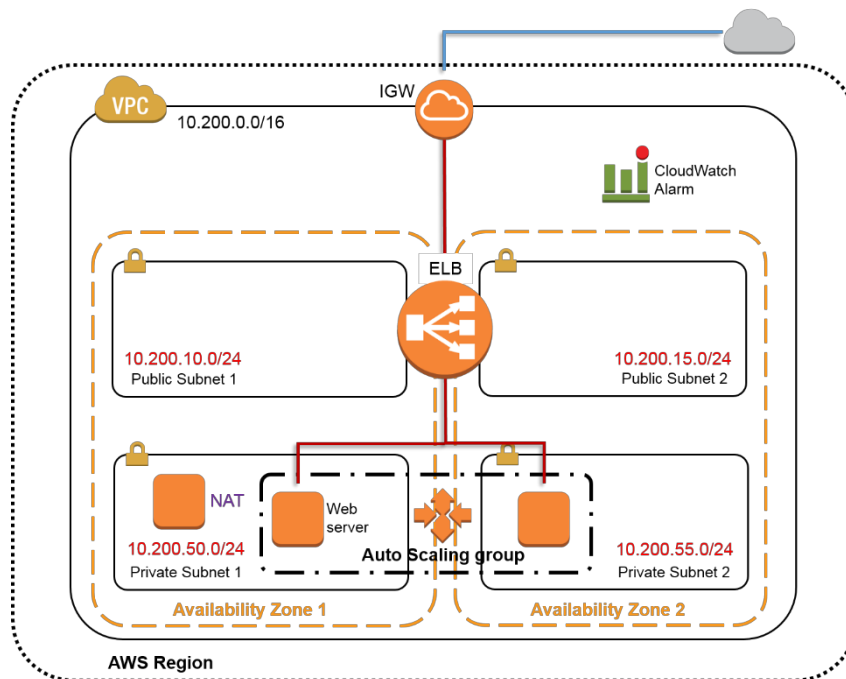 IGW
VPC
10.200.0.0/16
CloudWatch
Alarm
ELB
10.200.10.0/24
Public Subnet 1
10.200.15.0/24
Public Subnet 2
NAT
Web
server
10.200.50.0/24
Private Subnet 1
Auto Scaling group
10.200.55.0/24
Private Subnet 2
Availability Zone 1
Availability Zone 2
AWS Region